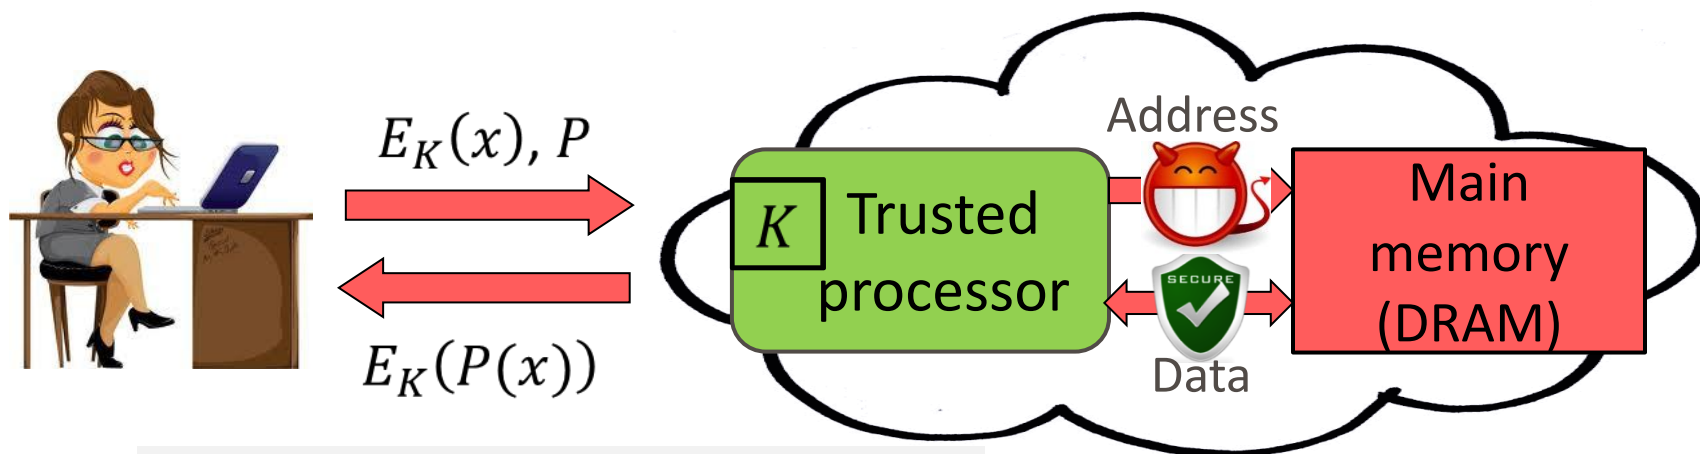 E_K(x), P
E_K(P(x))
K
Trusted
processor
Address
SECURE
Data
Main
memory
(DRAM)